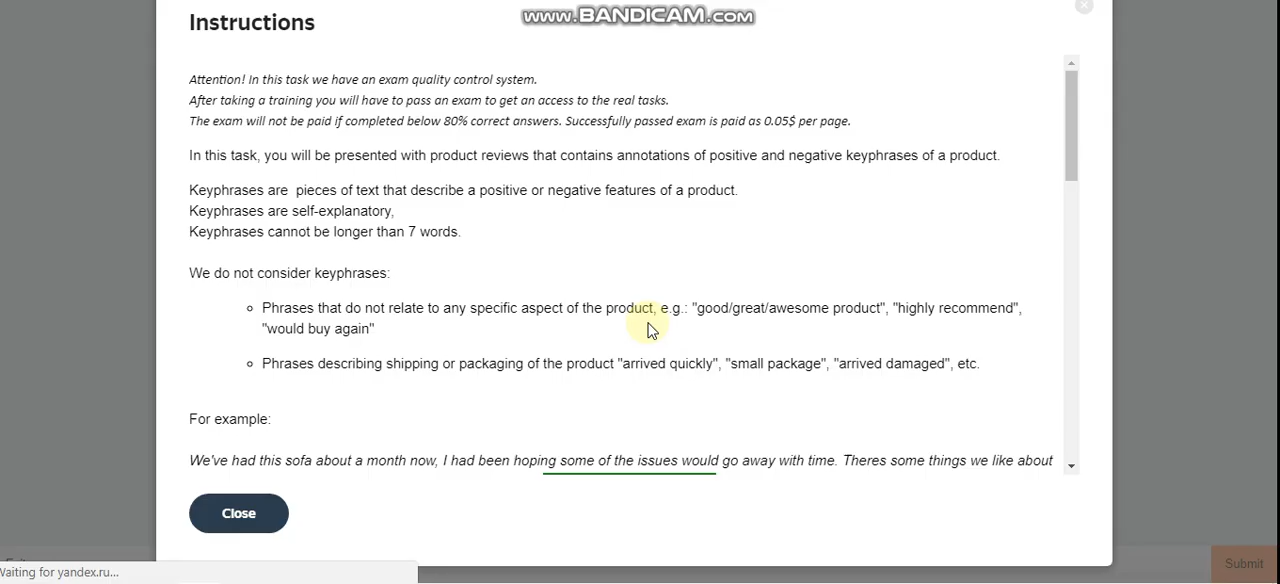 www.BANDICAM.com
Instructions
Attention! In this task we have an exam quality control system.
After taking a training you will have to pass an exam to get an access to the real tasks.
The exam will not be paid if completed below 80% correct answers. Successfully passed exam is paid as 0.05$ per page.
In this task, you will be presented with product reviews that contains annotations of positive and negative keyphrases of a product.
Keyphrases are pieces of text that describe a positive or negative features of a product.
Keyphrases are self-explanatory,
Keyphrases cannot be longer than 7 words.
We do not consider keyphrases:
Phrases that do not relate to any specific aspect of the product, e.g.: "good/great/awesome product", "highly recommend",
"would buy again"
Phrases describing shipping or packaging of the product "arrived quickly", "small package", "arrived damaged", etc.
For example:
We've had this sofa about a month now, I had been hoping some of the issues would go away with time. Theres some things we like about
Close
Waiting for yandex.ru...
Submit